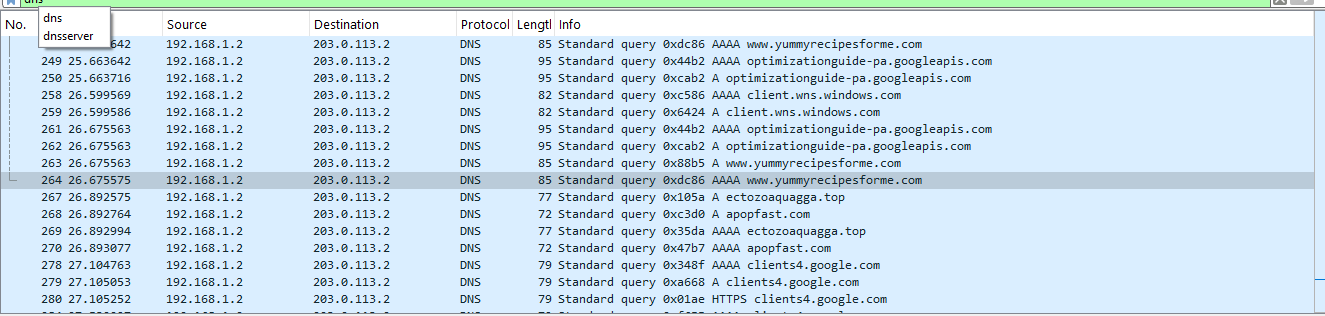 dns
No. Source Destination Protocol Lengtl Info
dns
dnsserver
642 192.168.1.2 203.0.113.2 DNS 85 Standard query 0xdc86 AAAA www.yummyrecipesforme.com
249 25.663642 192.168.1.2 203.0.113.2 DNS 95 Standard query 0x44b2 AAAA optimizationguide-pa.googleapis.com
250 25.663716 192.168.1.2 203.0.113.2 DNS 95 Standard query 0xcab2 A optimizationguide-pa.googleapis.com
258 26.599569 192.168.1.2 203.0.113.2 DNS 82 Standard query 0xc586 AAAA client.wns.windows.com
259 26.599586 192.168.1.2 203.0.113.2 DNS 82 Standard query 0x6424 A client.wns.windows.com
261 26.675563 192.168.1.2 203.0.113.2 DNS 95 Standard query 0x44b2 AAAA optimizationguide-pa.googleapis.com
262 26.675563 192.168.1.2 203.0.113.2 DNS 95 Standard query 0xcab2 A optimizationguide-pa.googleapis.com
263 26.675563 192.168.1.2 203.0.113.2 DNS 85 Standard query 0x88b5 A www.yummyrecipesforme.com
264 26.675575 192.168.1.2 203.0.113.2 DNS 85 Standard query 0xdc86 AAAA www.yummyrecipesforme.com
267 26.892575 192.168.1.2 203.0.113.2 DNS 77 Standard query 0x105a A ectozoaquagga.top
268 26.892764 192.168.1.2 203.0.113.2 DNS 72 Standard query 0xc3d0 A apopfast.com
269 26.892994 192.168.1.2 203.0.113.2 DNS 77 Standard query 0x35da AAAA ectozoaquagga.top
270 26.893077 192.168.1.2 203.0.113.2 DNS 72 Standard query 0x47b7 AAAA apopfast.com
278 27.104763 192.168.1.2 203.0.113.2 DNS 79 Standard query 0x348f AAAA clients4.google.com
279 27.105053 192.168.1.2 203.0.113.2 DNS 79 Standard query 0xa668 A clients4.google.com
280 27.105252 192.168.1.2 203.0.113.2 DNS 79 Standard query 0x01ae HTTPS clients4.google.com